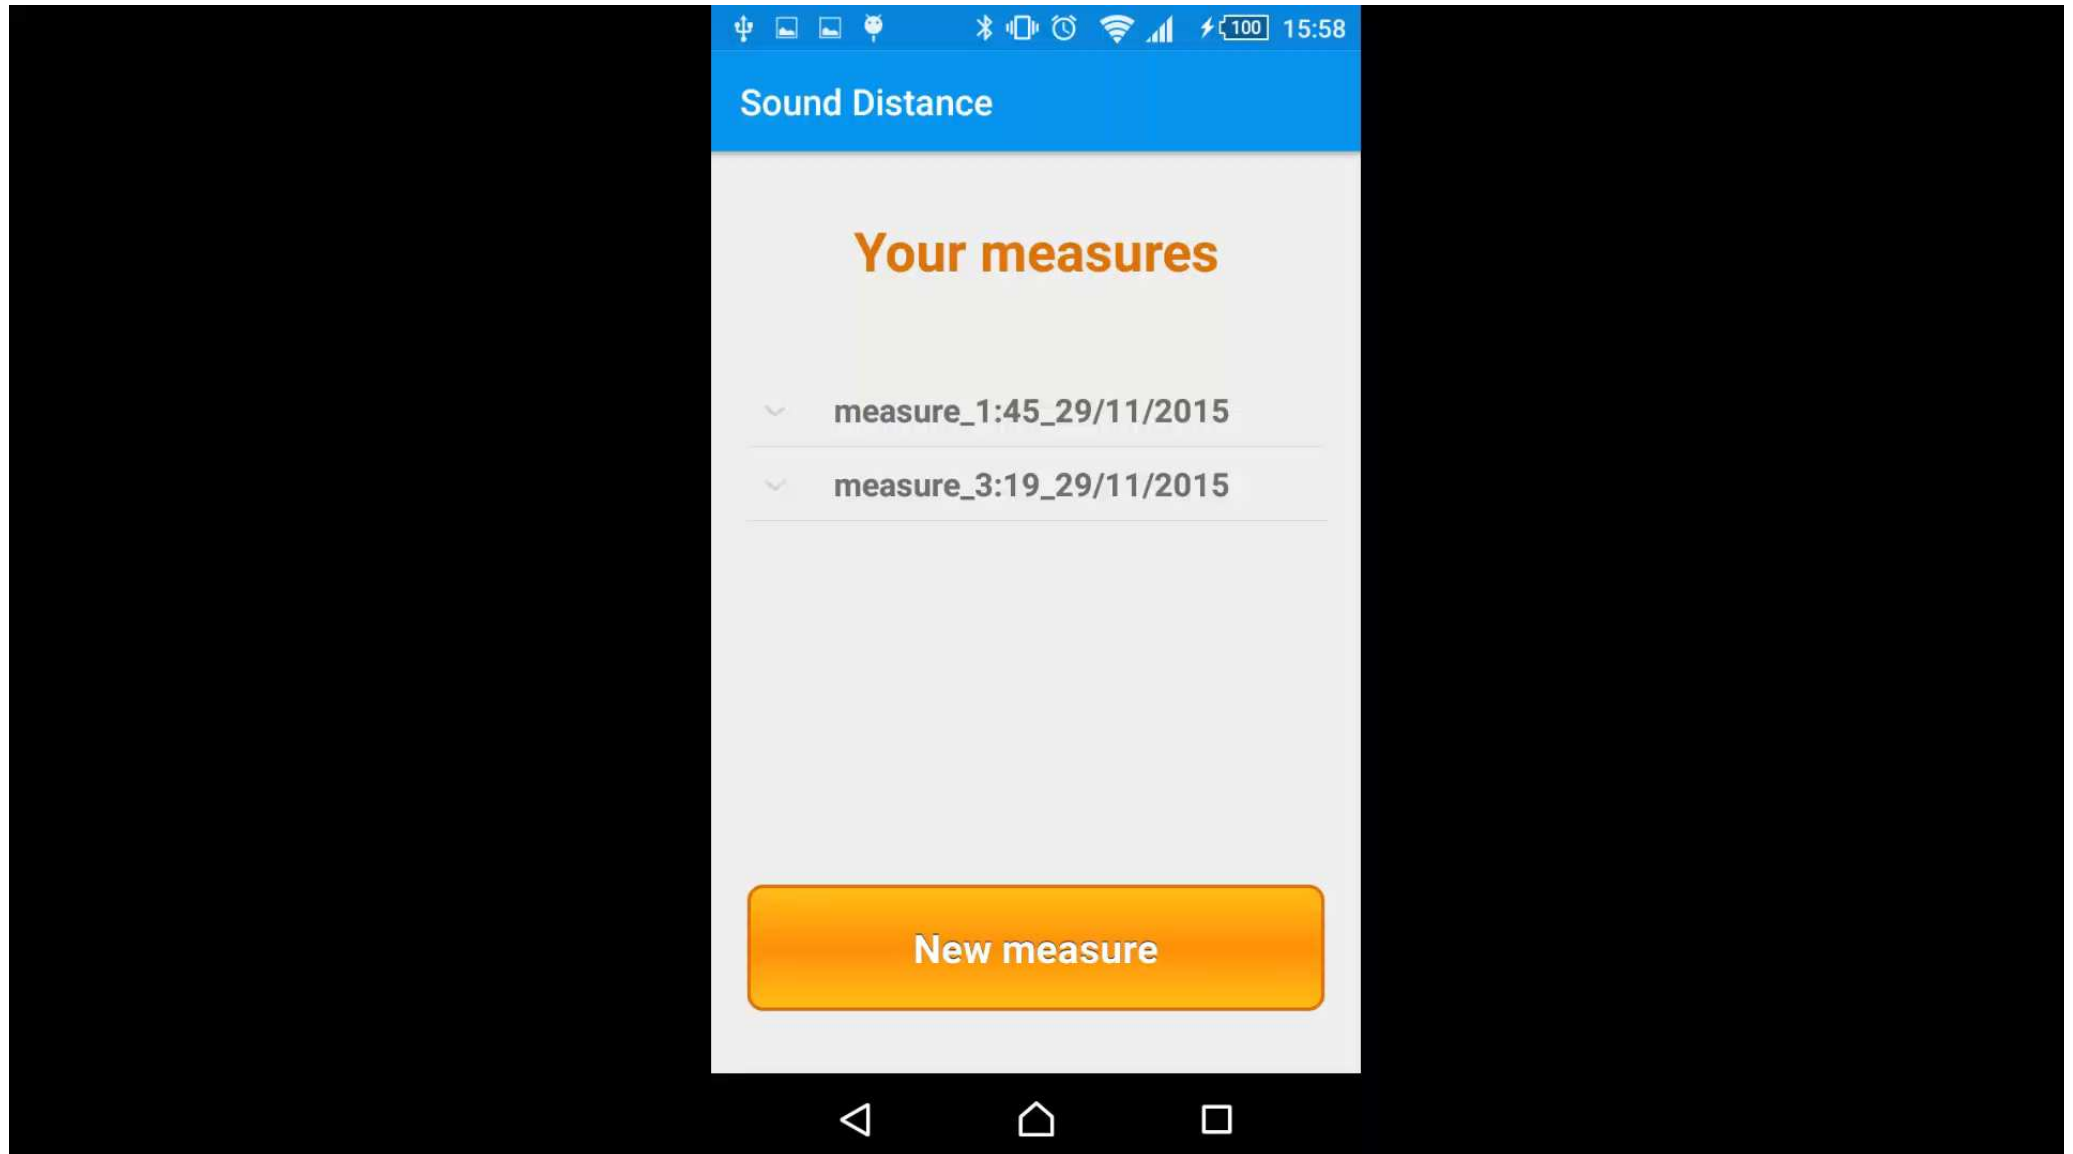 100 15:58
Sound Distance
Your measures
measure_1:45_29/11/2015
measure_3:19_29/11/2015
New measure